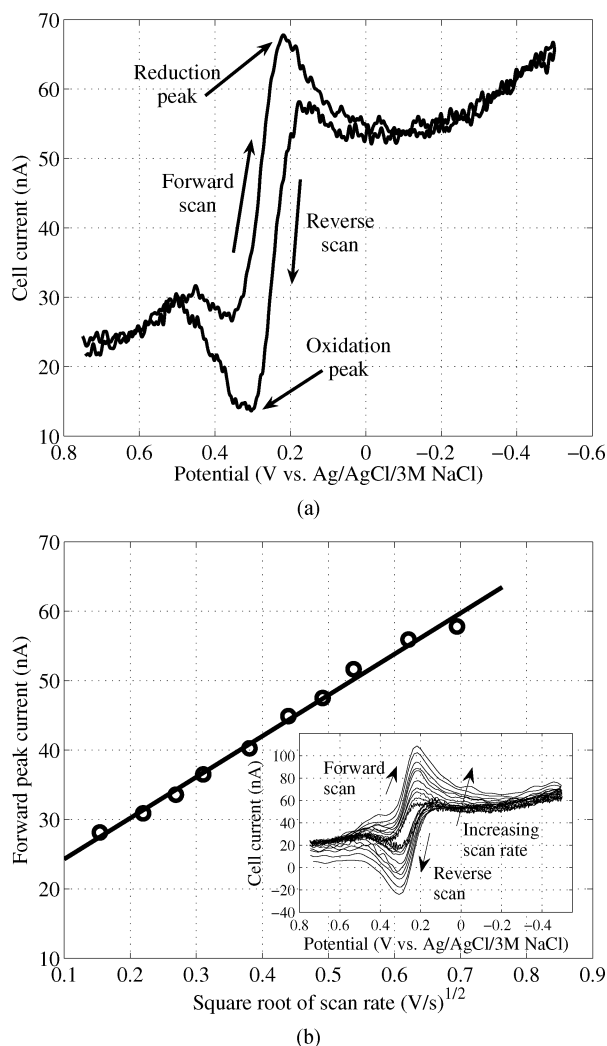 70
60
50
40
30
20
10
Cell current (nA)
Reduction
peak
Forward
scan
Reverse
scan
Oxidation
peak
0.8 0.6 0.4 0.2 0 −0.2 −0.4 −0.6
Potential (V vs. Ag/AgCl/3M NaCl)
(a)
70
60
50
40
30
20
10
Forward peak current (nA)
100
80
60
40
20
0
−20
−40
Cell current (nA)
Forward
scan
Increasing
scan rate
Reverse
scan
0.8 0.6 0.4 0.2 0 −0.2 −0.4
Potential (V vs. Ag/AgCl/3M NaCl)
0.1 0.2 0.3 0.4 0.5 0.6 0.7 0.8 0.9
Square root of scan rate (V/s)^1/2
(b)